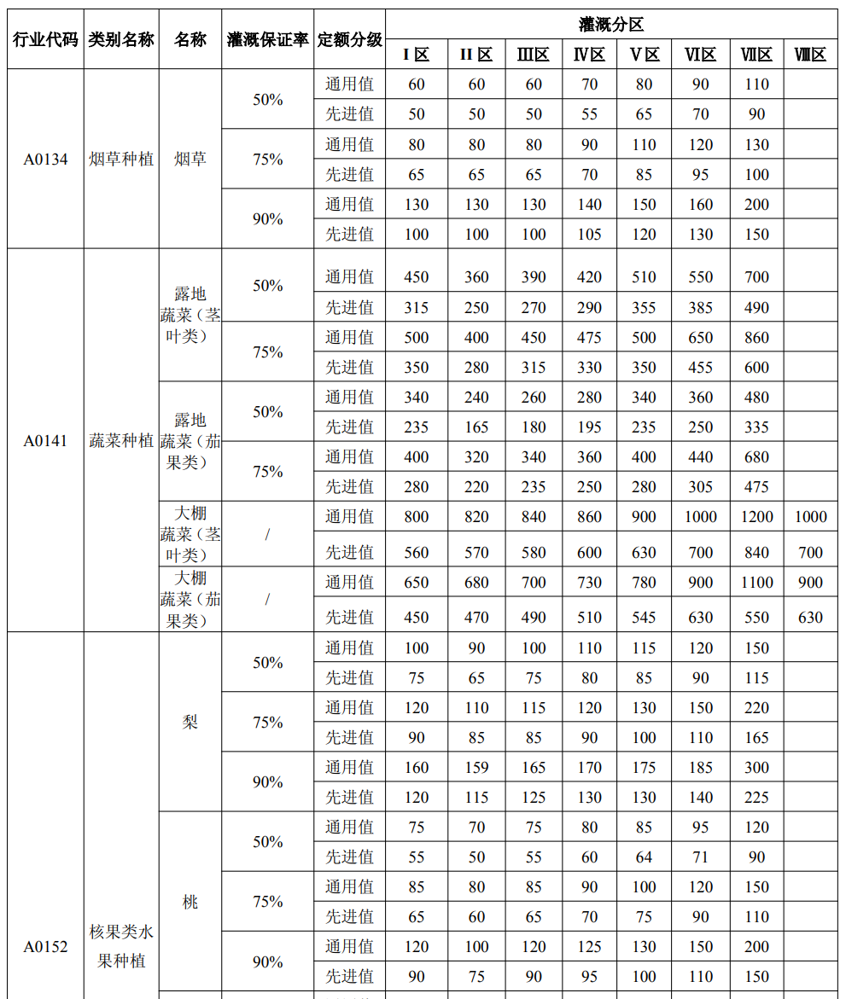 行业代码 类别名称 名称 灌溉保证率 定额分级 灌溉分区
I 区 II 区 Ⅲ区 Ⅳ区 Ⅴ区 Ⅵ区 Ⅶ区 Ⅷ区
A0134 烟草种植 烟草 50% 通用值 60 60 60 70 80 90 110
先进值 50 50 50 55 65 70 90
75% 通用值 80 80 80 90 110 120 130
先进值 65 65 65 70 85 95 100
90% 通用值 130 130 130 140 150 160 200
先进值 100 100 100 105 120 130 150
A0141 蔬菜种植 露地
蔬菜（茎
叶类） 50% 通用值 450 360 390 420 510 550 700
先进值 315 250 270 290 355 385 490
75% 通用值 500 400 450 475 500 650 860
先进值 350 280 315 330 350 455 600
露地
蔬菜（茄
果类） 50% 通用值 340 240 260 280 340 360 480
先进值 235 165 180 195 235 250 335
75% 通用值 400 320 340 360 400 440 680
先进值 280 220 235 250 280 305 475
大棚
蔬菜（茎
叶类） / 通用值 800 820 840 860 900 1000 1200 1000
先进值 560 570 580 600 630 700 840 700
大棚
蔬菜（茄
果类） / 通用值 650 680 700 730 780 900 1100 900
先进值 450 470 490 510 545 630 550 630
A0152 核果类水
果种植 梨 50% 通用值 100 90 100 110 115 120 150
先进值 75 65 75 80 85 90 115
75% 通用值 120 110 115 120 130 150 220
先进值 90 85 85 90 100 110 165
90% 通用值 160 159 165 170 175 185 300
先进值 120 115 125 130 130 140 225
桃 50% 通用值 75 70 75 80 85 95 120
先进值 55 50 55 60 64 71 90
75% 通用值 85 80 85 90 100 120 150
先进值 65 60 65 70 75 90 110
90% 通用值 120 100 120 125 130 150 200
先进值 90 75 90 95 100 110 150